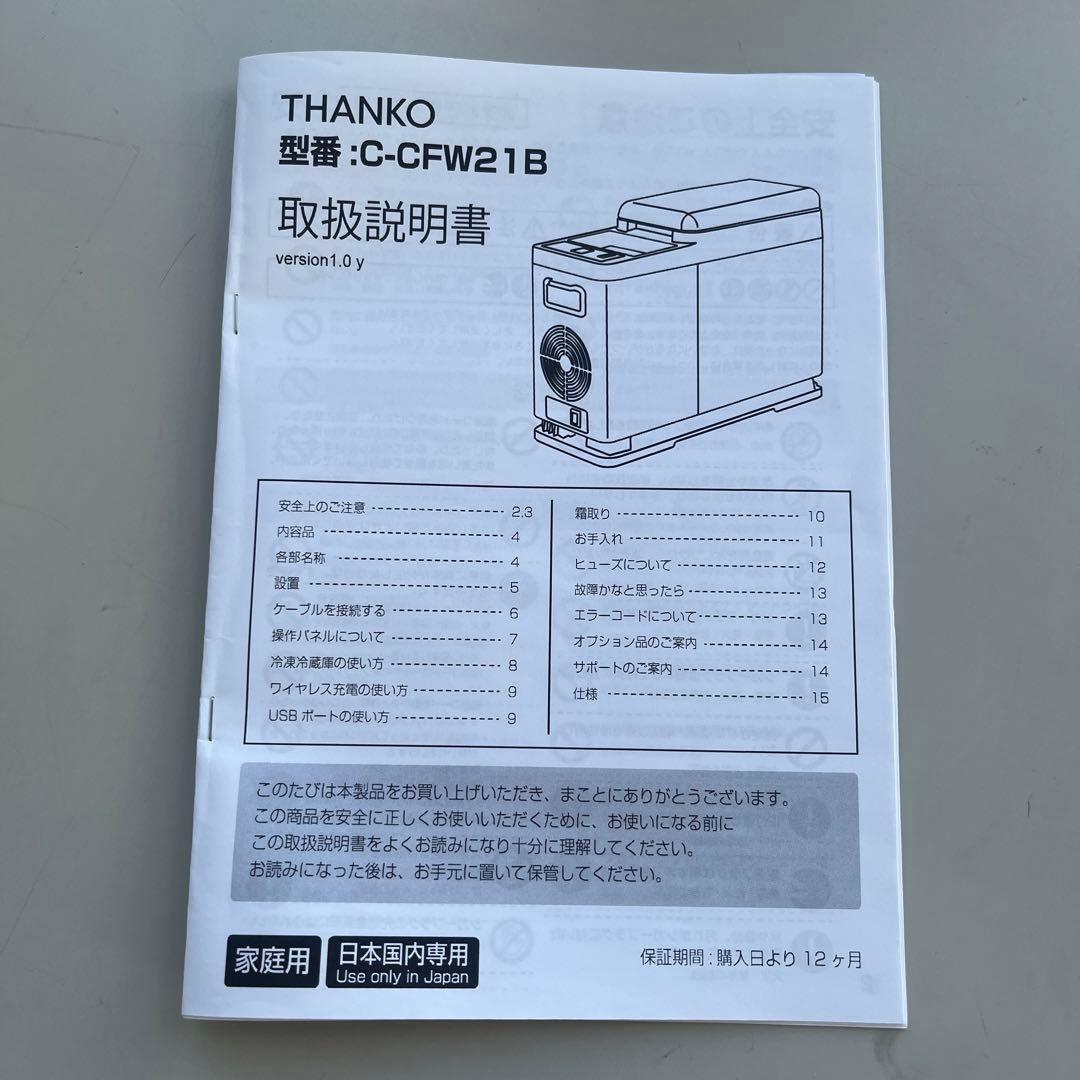 THANKO
型番:C-CFW21B
取扱説明書
version1.0 y
安全上のご注意 2.3
内容品 4
各部名称 4
設置 5
ケーブルを接続する 6
操作パネルについて 7
冷凍冷蔵庫の使い方 8
ワイヤレス充電の使い方 9
USB ポートの使い方 9
霜取り 10
お手入れ 11
ヒューズについて 12
故障かなと思ったら 13
エラーコードについて 13
オプション品のご案内 14
サポートのご案内 14
仕様 15
このたびは本製品をお買い上げいただき、まことにありがとうございます。
この商品を安全に正しくお使いいただくために、お使いになる前に
この取扱説明書をよくお読みになり十分に理解してください。
お読みになった後は、お手元に置いて保管してください。
家庭用
日本国内専用
Use only in Japan
保証期間:購入日より 12 ヶ月